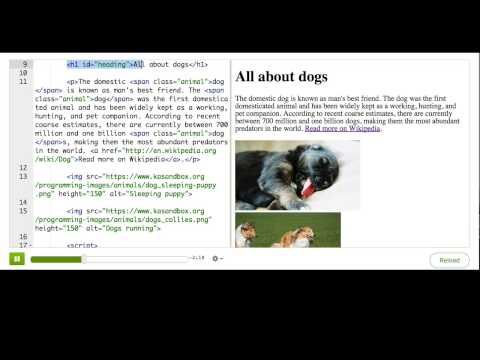 9 <h1 id="heading">All about dogs</h1>
10
11 <p>The domestic <span class="animal">dog
</span> is known as man's best friend. The <span
class="animal">dog</span> was the first domestica
ted animal and has been widely kept as a working,
hunting, and pet companion. According to recent
coarse estimates, there are currently between 700
million and one billion <span class="animal">dog
</span>s, making them the most abundant predators
in the world. <a href="http://en.wikipedia.org
/wiki/Dog">Read more on Wikipedia</a>.</p>
12
13 <img src="https://www.kasandbox.org
/programming-images/animals/dog_sleeping-puppy
.png" height="150" alt="Sleeping puppy">
14
15 <img src="https://www.kasandbox.org
/programming-images/animals/dogs_collies.png"
height="150" alt="Dogs running">
16
17 <script>
All about dogs
The domestic dog is known as man's best friend. The dog was the first
domesticated animal and has been widely kept as a working, hunting, and
pet companion. According to recent coarse estimates, there are currently
between 700 million and one billion dogs, making them the most abundant
predators in the world. Read more on Wikipedia.
-2:19
Reload